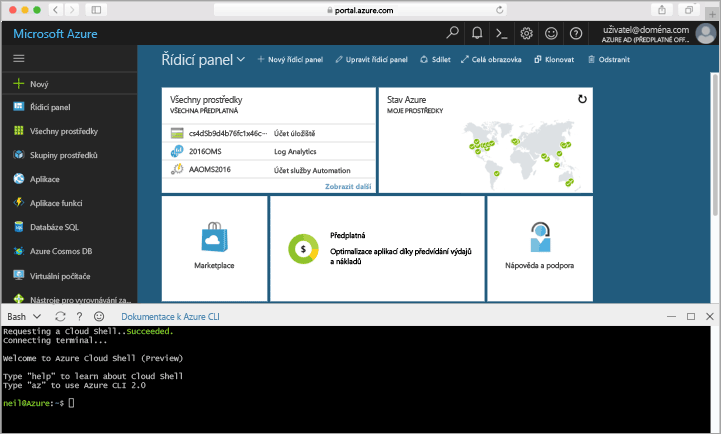 portal.azure.com
Microsoft Azure
uživatel@doména.com
AZURE AD (PŘEDPLATNÉ OFF...
Nový
Řídicí panel
Všechny prostředky
Skupiny prostředků
Aplikace
Aplikace funkcí
Databáze SQL
Azure Cosmos DB
Virtuální počítače
Nástroje pro vyrovnávání za...
Řídicí panel
Nový řídicí panel
Upravit řídicí panel
Sdílet
Celá obrazovka
Klonovat
Odstranit
Všechny prostředky
VŠECHNA PŘEDPLATNÁ
cs4d5b9d4b76fc1x46c··· Účet úložiště
2016OMS Log Analytics
AAOMS2016 Účet služby Automation
Zobrazit další
Stav Azure
MOJE PROSTŘEDKY
Marketplace
Předplatná
Optimalizace aplikací díky předvídání výdajů
a nákladů
Nápověda a podpora
Bash
Dokumentace k Azure CLI
Requesting a Cloud Shell..Succeeded.
Connecting terminal...
Welcome to Azure Cloud Shell (Preview)
Type "help" to learn about Cloud Shell
Type "az" to use Azure CLI 2.0
neil@Azure:~$